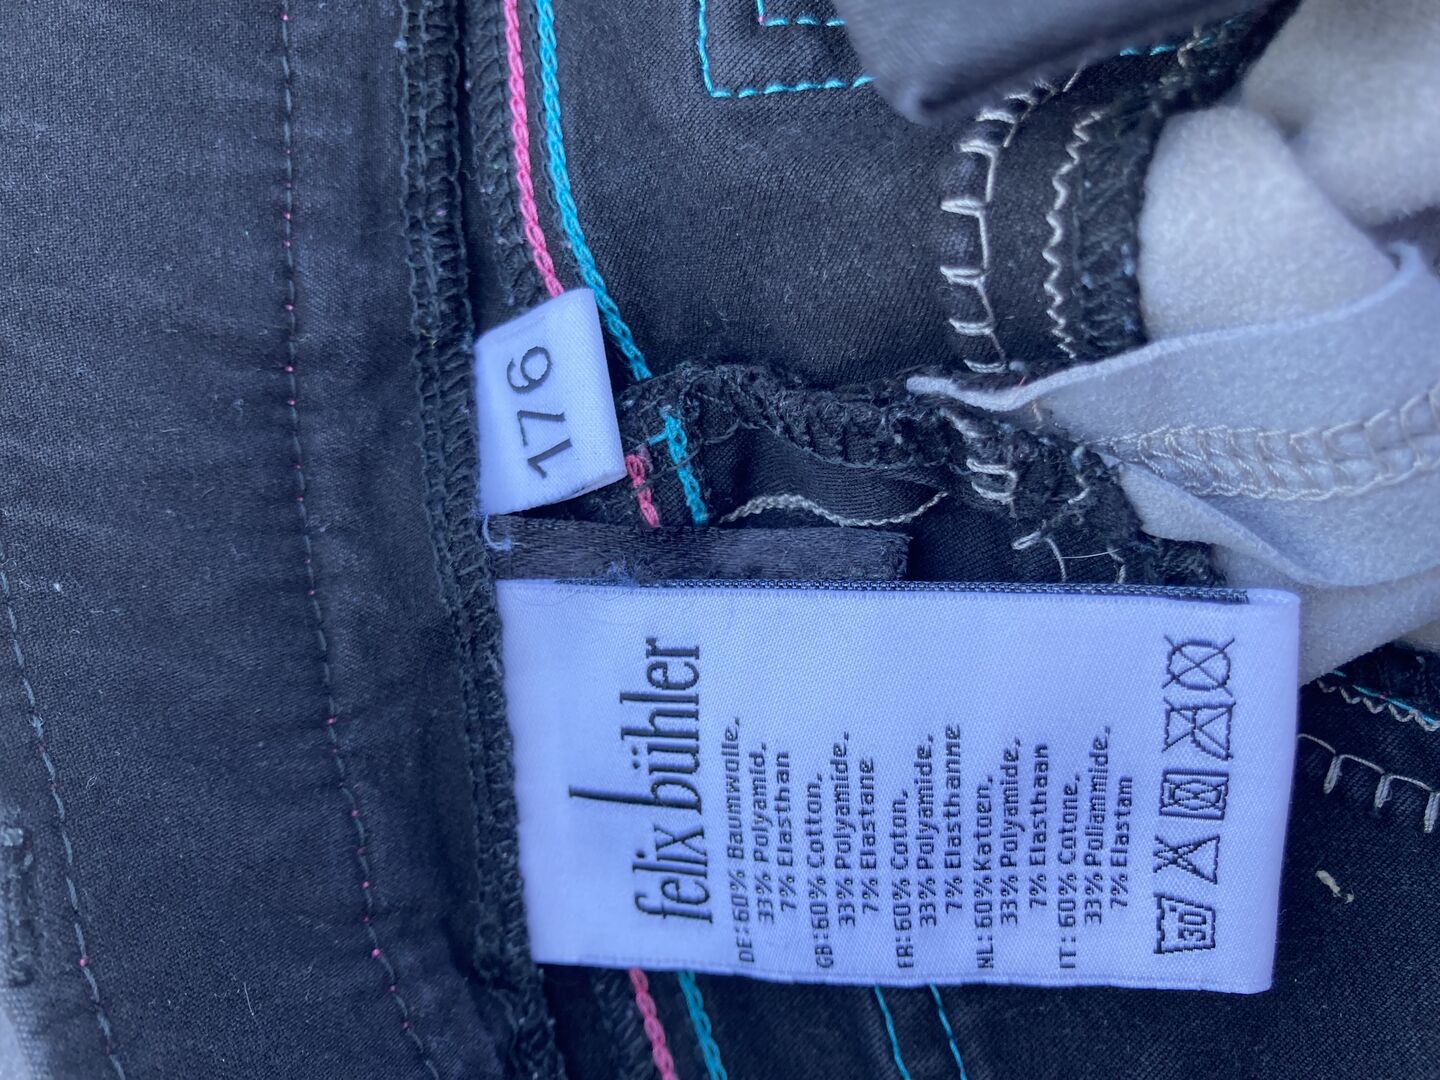 176
felix bühler
DE: 60% Baumwolle.
33% Polyamid.
7% Elasthan
GB: 60% Cotton.
33% Polyamide.
7% Elastane
FR: 60% Coton.
33% Polyamide.
7% Elasthanne
NL: 60% Katoen.
33% Polyamide.
7% Elasthaan
IT: 60% Cotone.
33% Poliammide.
7% Elastam
30